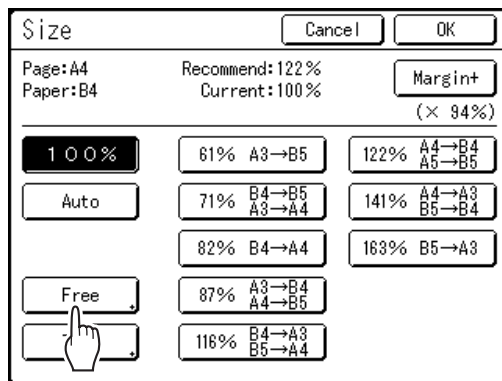 Size
Cancel
OK
Page:A4
Recommend:122%
Margin+
Paper:B4
Current:100%
(× 94%)
100%
61% A3→B5
122% A4→B4
A5→B5
Auto
71% B4→B5
A3→A4
141% A4→A3
B5→B4
82% B4→A4
163% B5→A3
Free
87% A3→B4
A4→B5
116% B4→A3
B5→A4